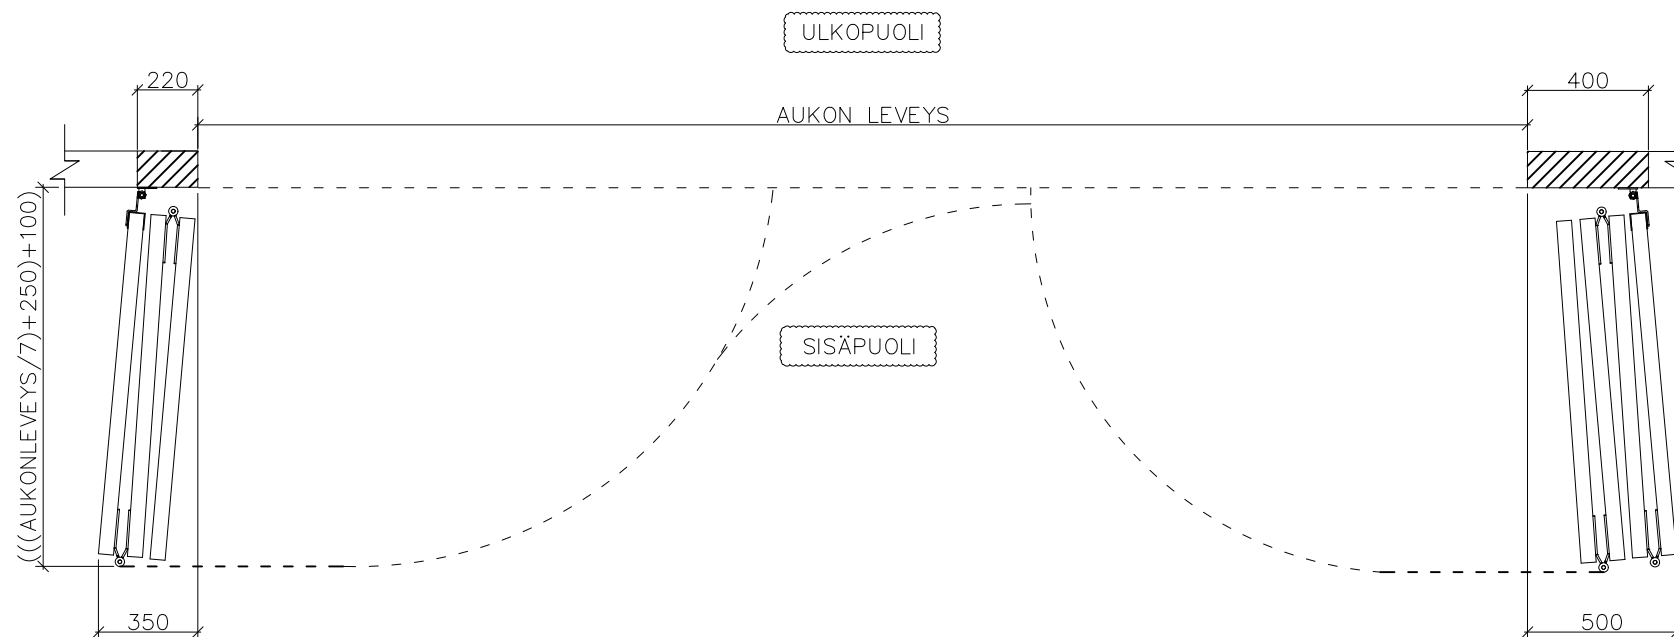 ULKOPUOLI
220
400
AUKON LEVEYS
(((AUKONLEVEYS/7)+250)+100)
SISÄPUOLI
350
500